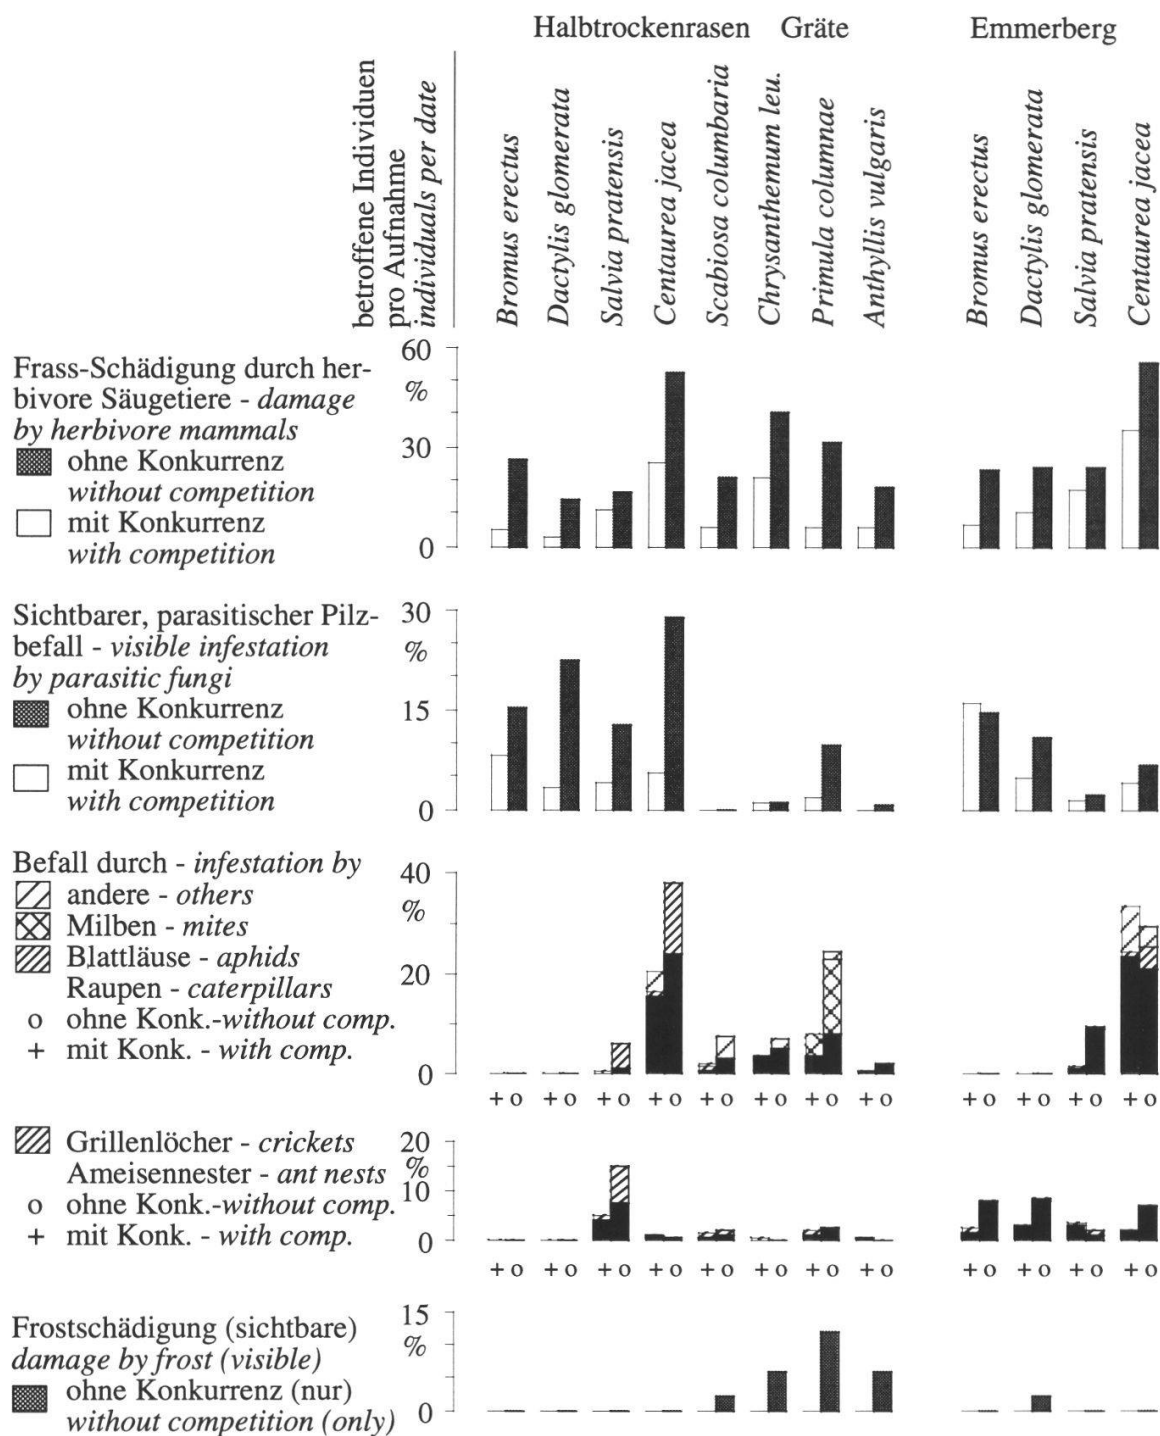 Halbtrockenrasen Gräte Emmerberg
betroffene Individuen
pro Aufnahme
individuals per date
Bromus erectus
Dactylis glomerata
Salvia pratensis
Centaurea jacea
Scabiosa columbaria
Chrysanthemum leu.
Primula columnae
Anthyllis vulgaris
Bromus erectus
Dactylis glomerata
Salvia pratensis
Centaurea jacea
Frass-Schädigung durch her-
bivore Säugetiere - damage
by herbivore mammals
ohne Konkurrenz
without competition
mit Konkurrenz
with competition
60
%
30
0
Sichtbarer, parasitischer Pilz-
befall - visible infestation
by parasitic fungi
ohne Konkurrenz
without competition
mit Konkurrenz
with competition
30
%
15
0
Befall durch - infestation by
andere - others
Milben - mites
Blattläuse - aphids
Raupen - caterpillars
o ohne Konk.-without comp.
+ mit Konk. - with comp.
40
%
20
0
+ o + o + o + o + o + o + o + o + o + o + o + o
Grillenlöcher - crickets
Ameisennester - ant nests
o ohne Konk.-without comp.
+ mit Konk. - with comp.
20
%
10
0
+ o + o + o + o + o + o + o + o + o + o + o + o
Frostschädigung (sichtbare)
damage by frost (visible)
ohne Konkurrenz (nur)
without competition (only)
15
%
0